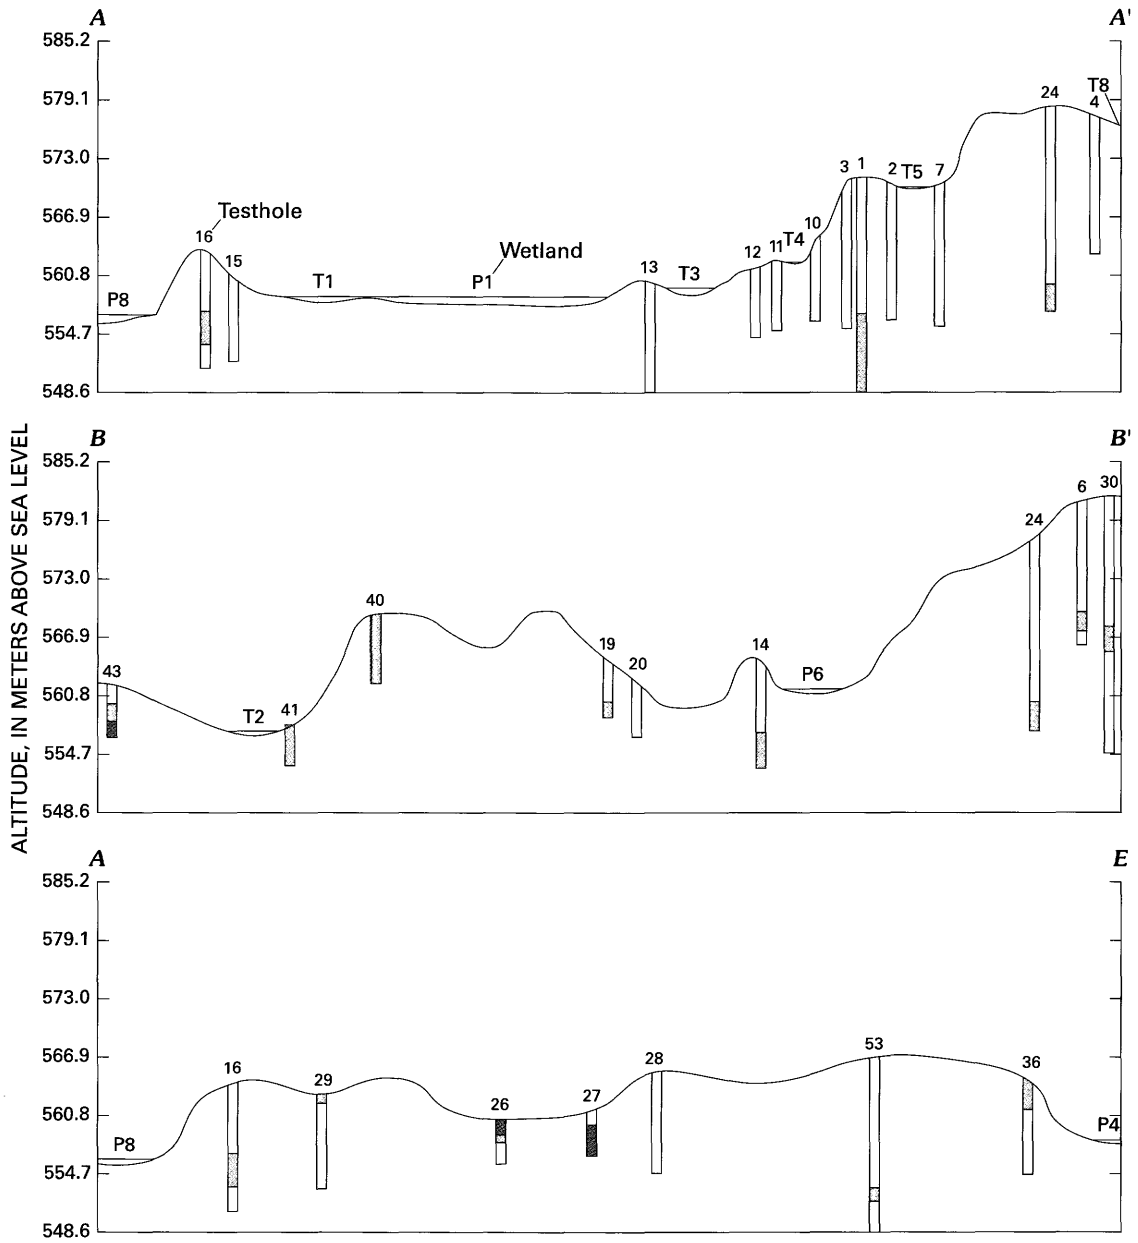 A A'
585.2
579.1
573.0
566.9
560.8
554.7
548.6
T8
24 4
3 1 2 T5 7
16 Testhole
15
10
Wetland
12 11 T4
13 T3
P8 T1 P1
ALTITUDE, IN METERS ABOVE SEA LEVEL
B B'
585.2
579.1
573.0
566.9
560.8
554.7
548.6
6 30
24
40
19 14
20
43 P6
T2 41
A E
585.2
579.1
573.0
566.9
560.8
554.7
548.6
53
16 28 36
29
26 27
P8 P4